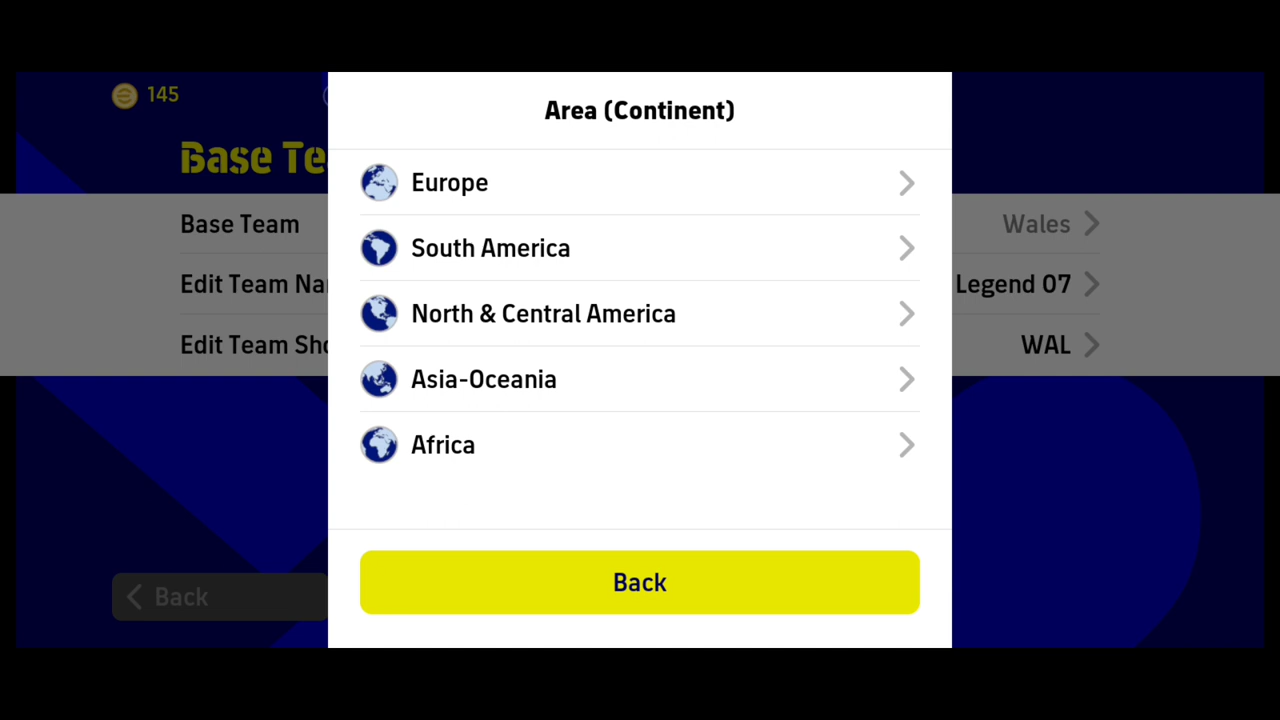 145
Area (Continent)
Base Te
Europe
Base Team
Wales
South America
Edit Team Na
Legend 07
North & Central America
Edit Team Sho
WAL
Asia-Oceania
Africa
Back
Back